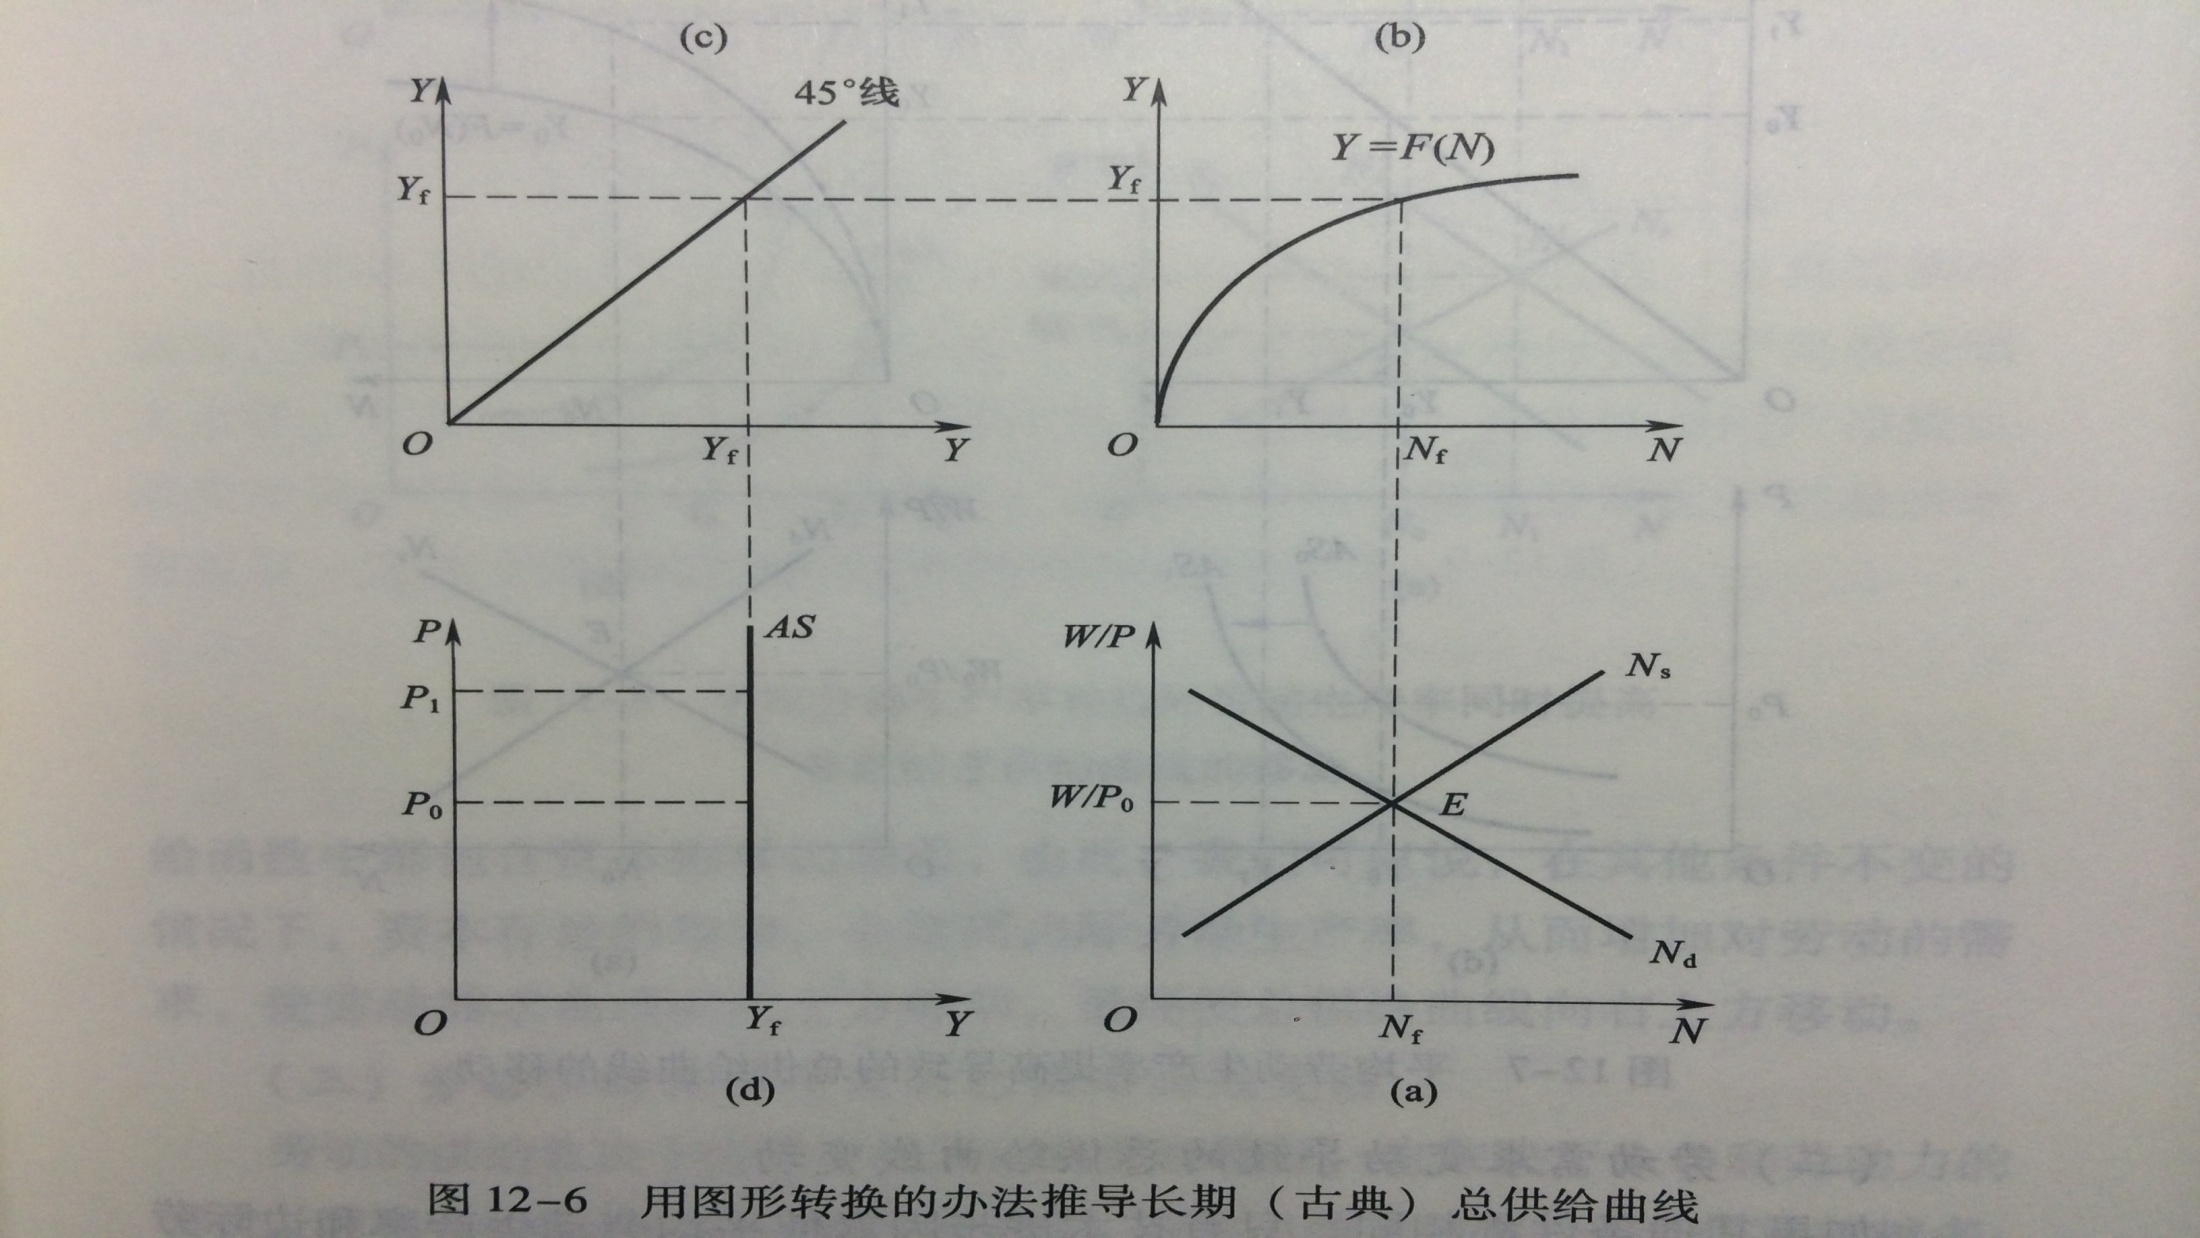 (c)
(b)
Y
45°线
Y
Y = F(N)
Yf
Yf
O
Yf
Y
O
Nf
N
P
AS
W/P
Ns
P1
P0
W/P0
E
Nd
O
Yf
Y
O
Nf
N
(d)
(a)
图 12-6 用图形转换的办法推导长期（古典）总供给曲线